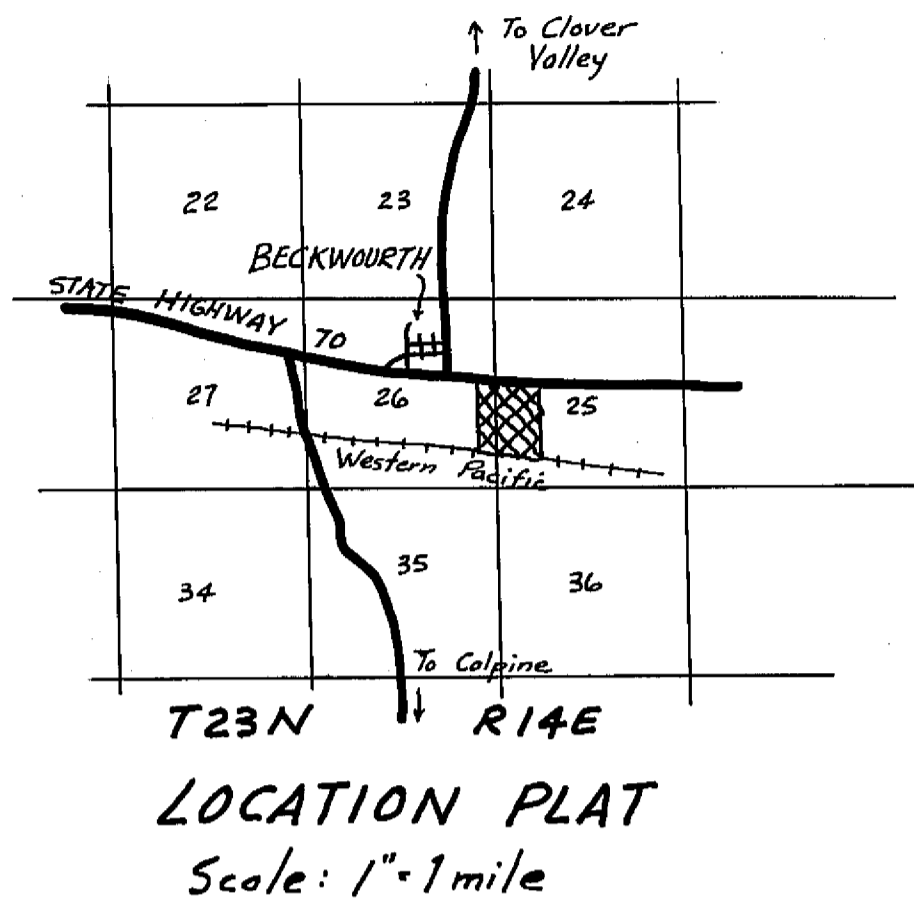 To Clover
Valley
22
23
24
BECKWOURTH
STATE HIGHWAY 70
27
26
25
Western Pacific
34
35
36
To Calpine
T23N R14E
LOCATION PLAT
Scale: 1"=1 mile